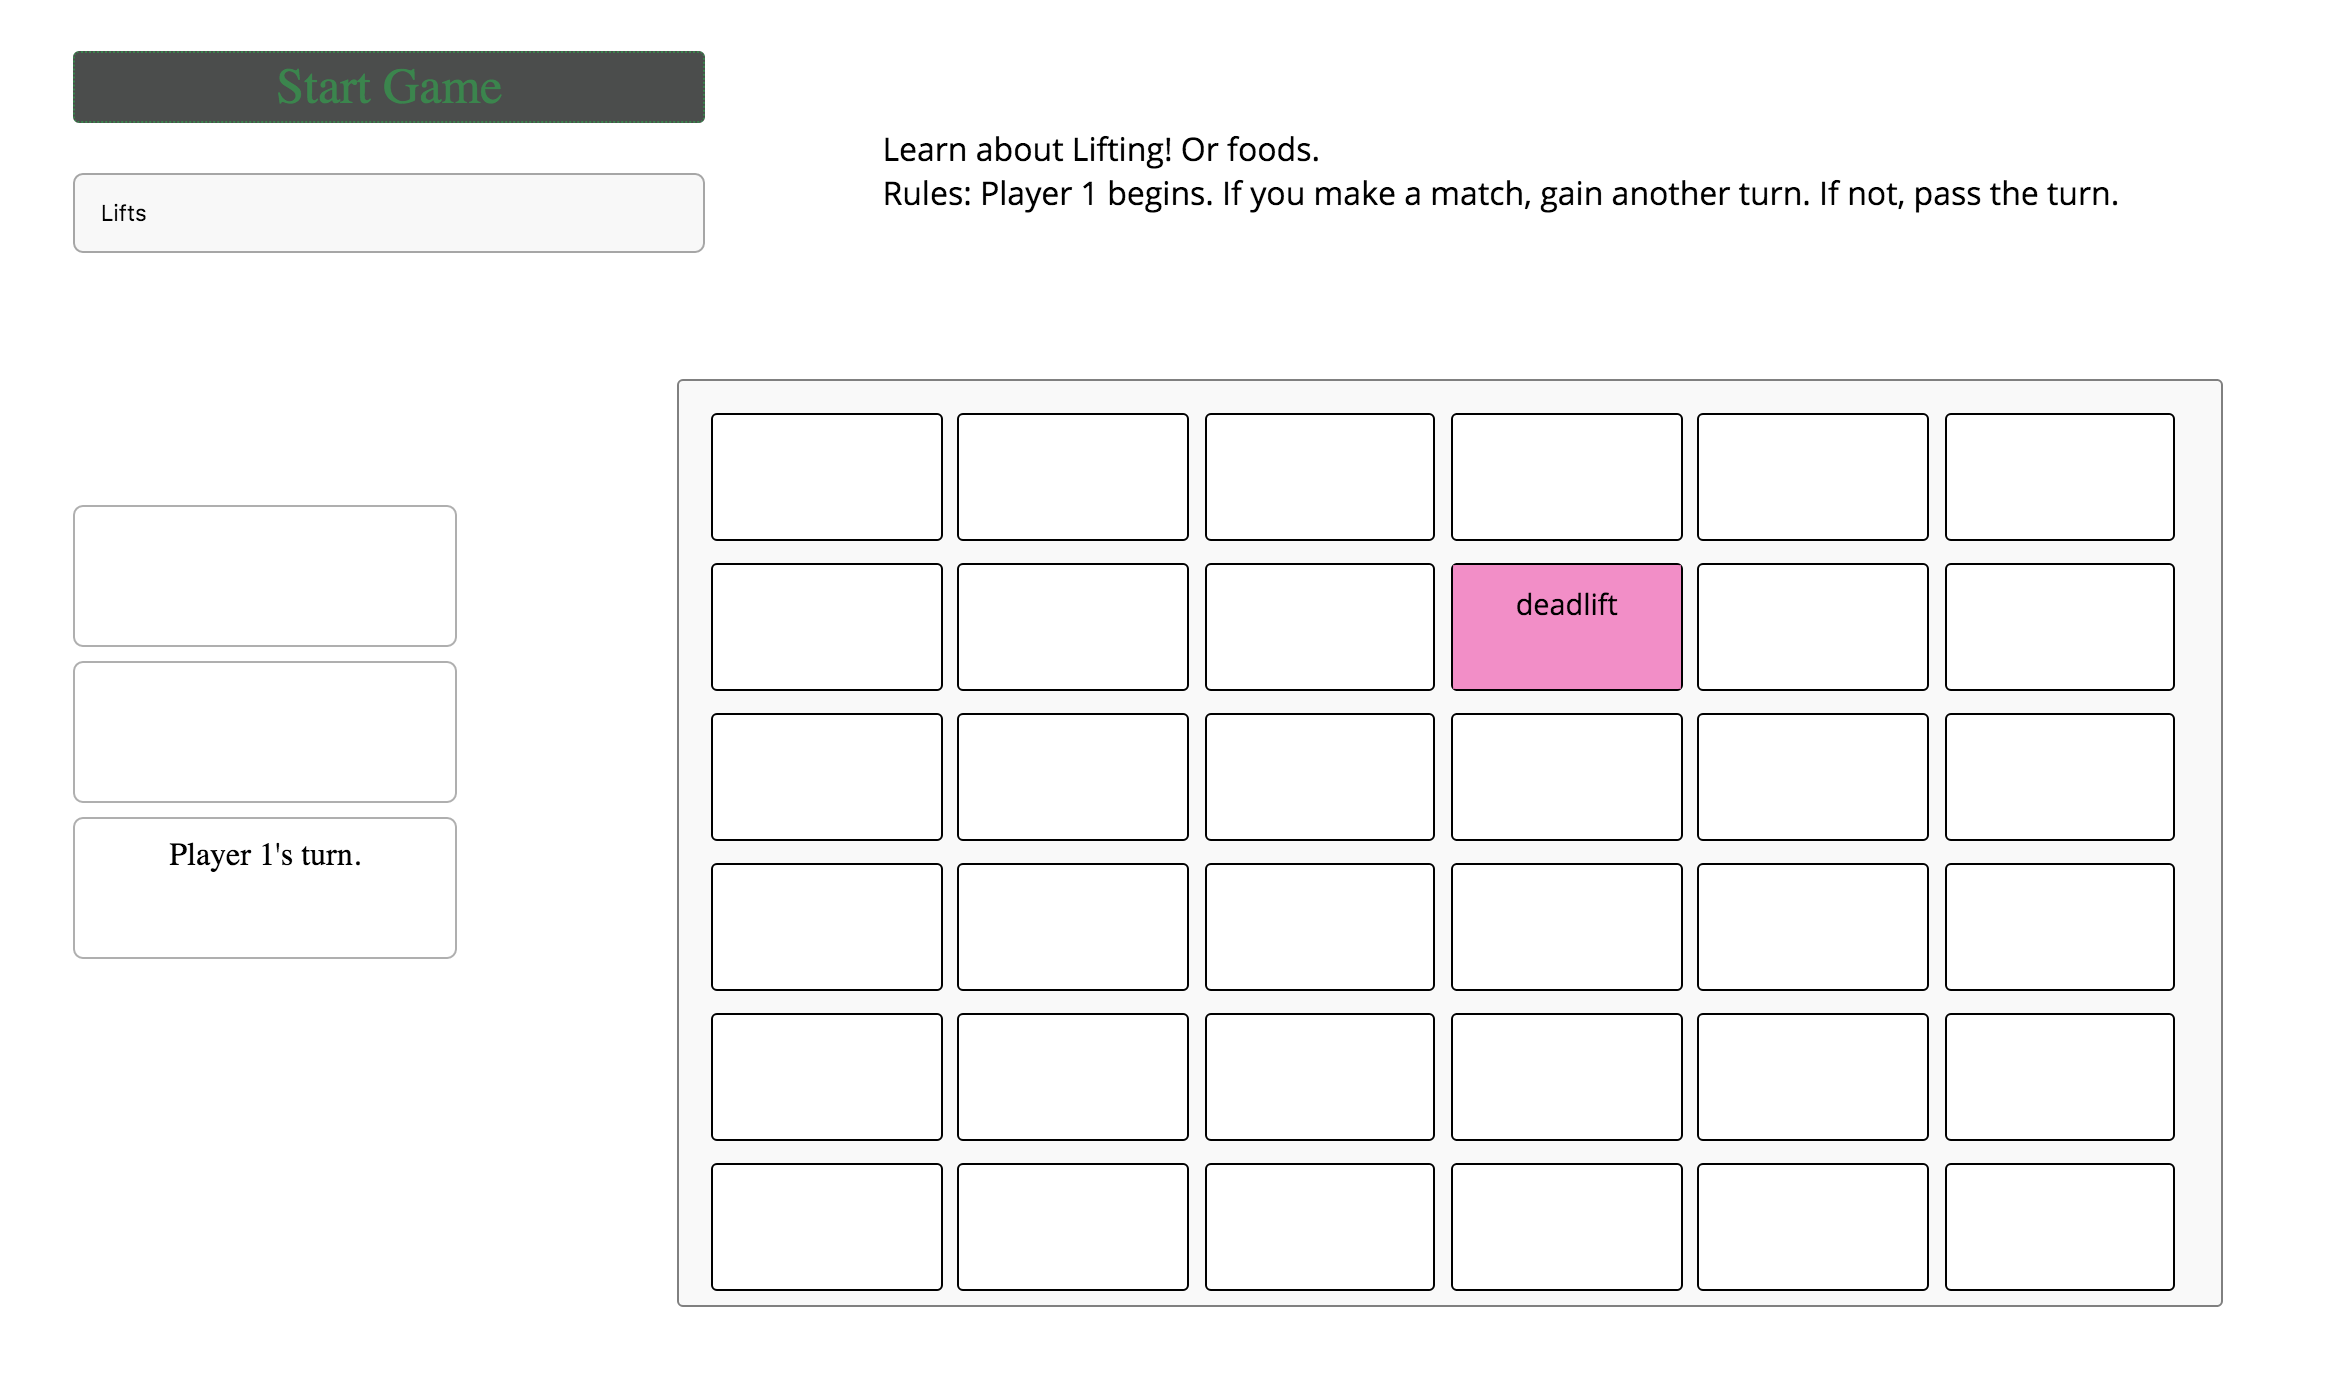 Start Game
Lifts
Learn about Lifting! Or foods.
Rules: Player 1 begins. If you make a match, gain another turn. If not, pass the turn.
deadlift
Player 1's turn.